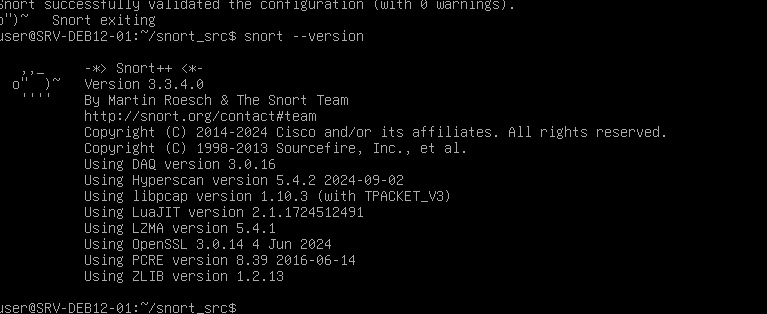 Snort successfully validated the configuration (with 0 warnings).
o")~   Snort exiting
user@SRV-DEB12-01:~/snort_src$ snort --version

   ,,_     -*> Snort++ <*-
  o"  )~   Version 3.3.4.0
   ''''    By Martin Roesch & The Snort Team
           http://snort.org/contact#team
           Copyright (C) 2014-2024 Cisco and/or its affiliates. All rights reserved.
           Copyright (C) 1998-2013 Sourcefire, Inc., et al.
           Using DAQ version 3.0.16
           Using Hyperscan version 5.4.2 2024-09-02
           Using libpcap version 1.10.3 (with TPACKET_V3)
           Using LuaJIT version 2.1.1724512491
           Using LZMA version 5.4.1
           Using OpenSSL 3.0.14 4 Jun 2024
           Using PCRE version 8.39 2016-06-14
           Using ZLIB version 1.2.13

user@SRV-DEB12-01:~/snort_src$